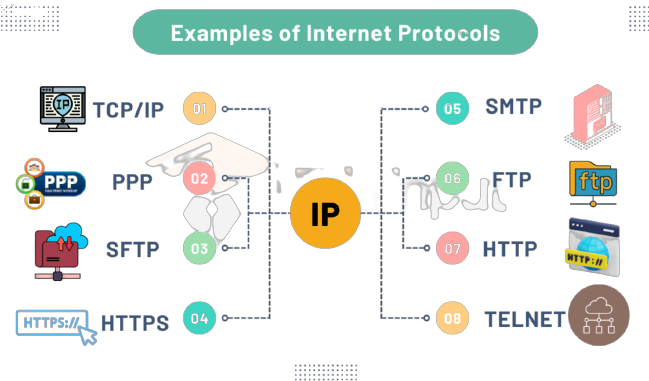 Examples of Internet Protocols
IP
TCP/IP 01
PPP
PPP 02
SFTP 03
HTTPS:// HTTPS 04
IP
05 SMTP
06 FTP ftp
07 HTTP HTTP://
08 TELNET